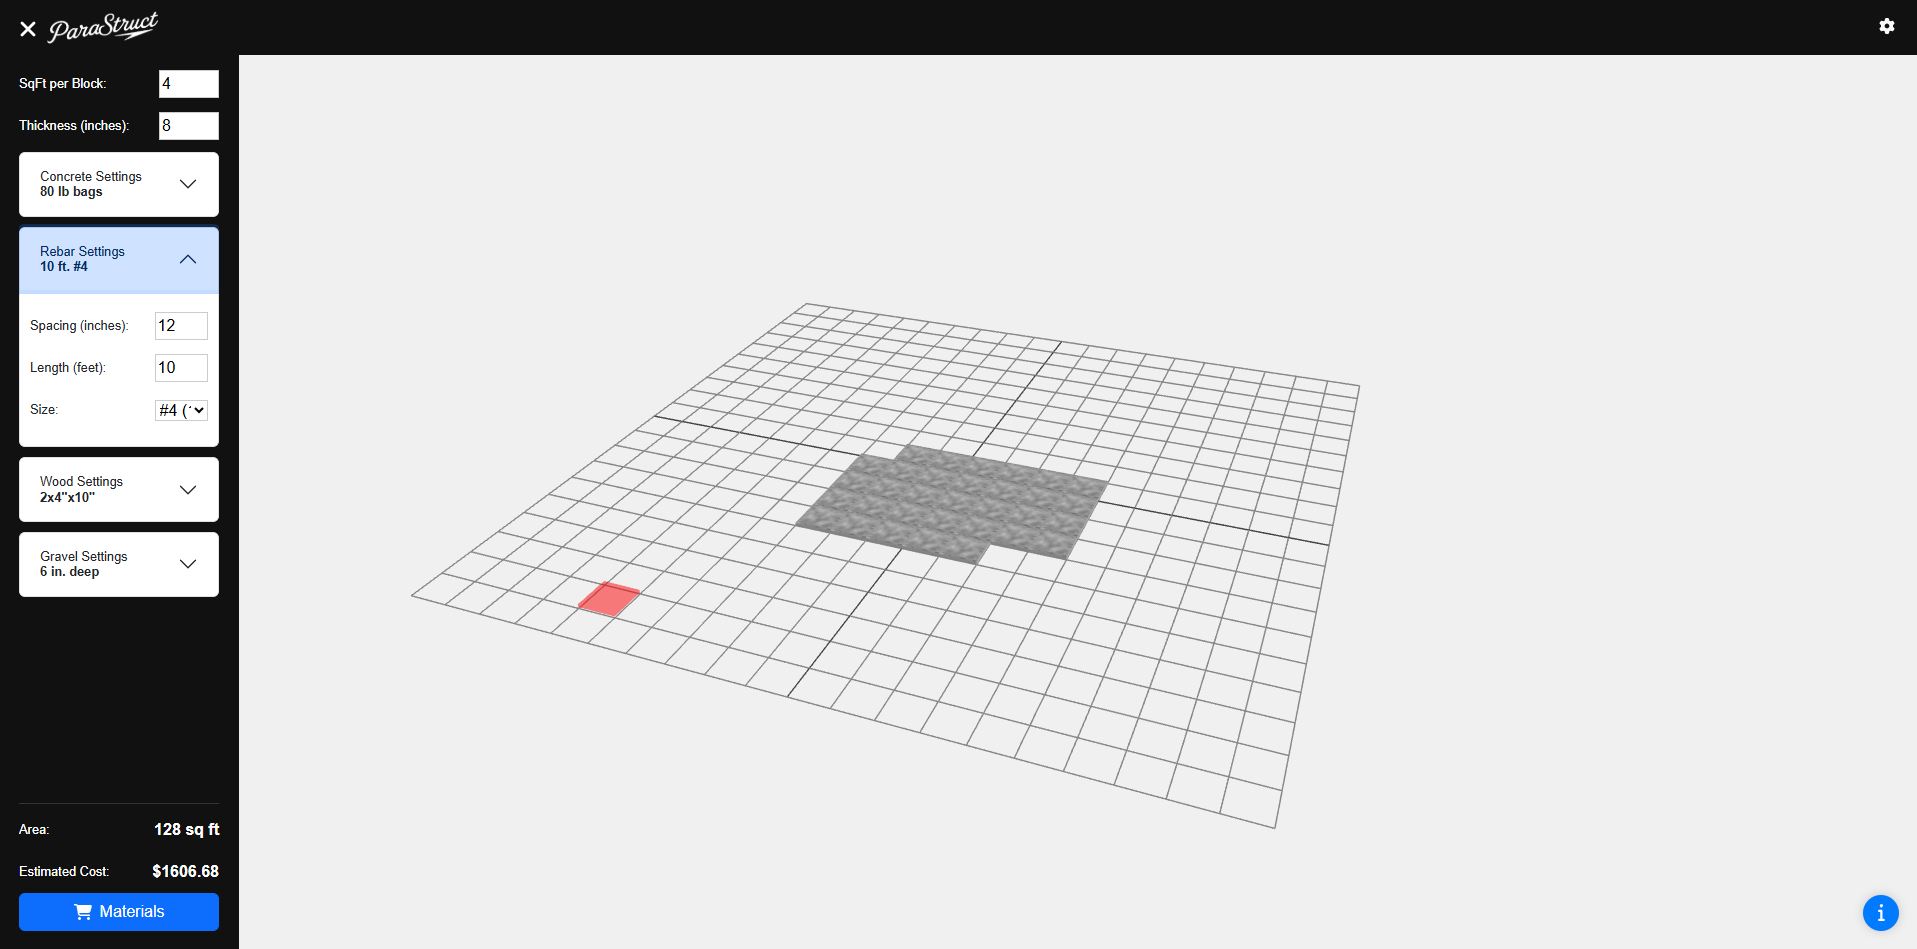 ParaStruct
SqFt per Block: 4
Thickness (inches): 8
Concrete Settings
80 lb bags
Rebar Settings
10 ft. #4
Spacing (inches): 12
Length (feet): 10
Size: #4 (
Wood Settings
2x4"x10"
Gravel Settings
6 in. deep
Area: 128 sq ft
Estimated Cost: $1606.68
Materials
i